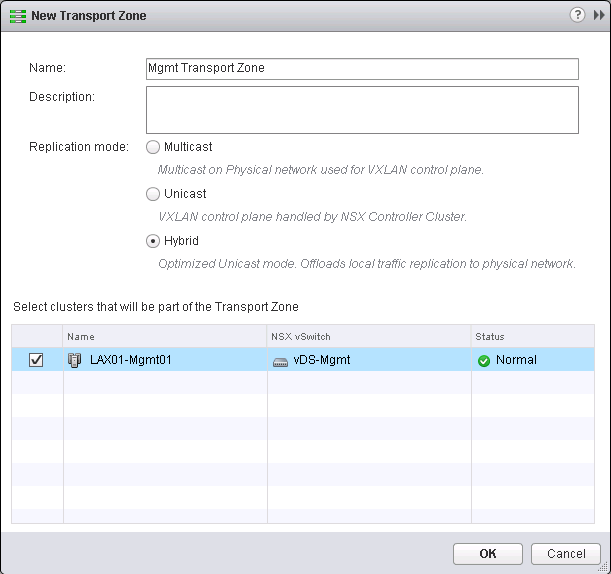 New Transport Zone
?
Name: Mgmt Transport Zone
Description:
Replication mode: Multicast
Multicast on Physical network used for VXLAN control plane.
Unicast
VXLAN control plane handled by NSX Controller Cluster.
Hybrid
Optimized Unicast mode. Offloads local traffic replication to physical network.
Select clusters that will be part of the Transport Zone
Name NSX vSwitch Status
LAX01-Mgmt01 vDS-Mgmt Normal
OK Cancel